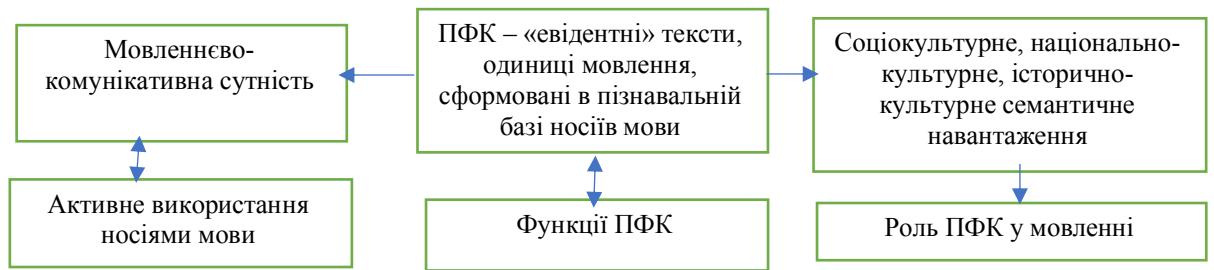 Мовленнєво-
комунікативна сутність
ПФК – «евідентні» тексти,
одиниці мовлення,
сформовані в пізнавальній
базі носіїв мови
Соціокультурне, національно-
культурне, історично-
культурне семантичне
навантаження
Активне використання
носіями мови
Функції ПФК
Роль ПФК у мовленні